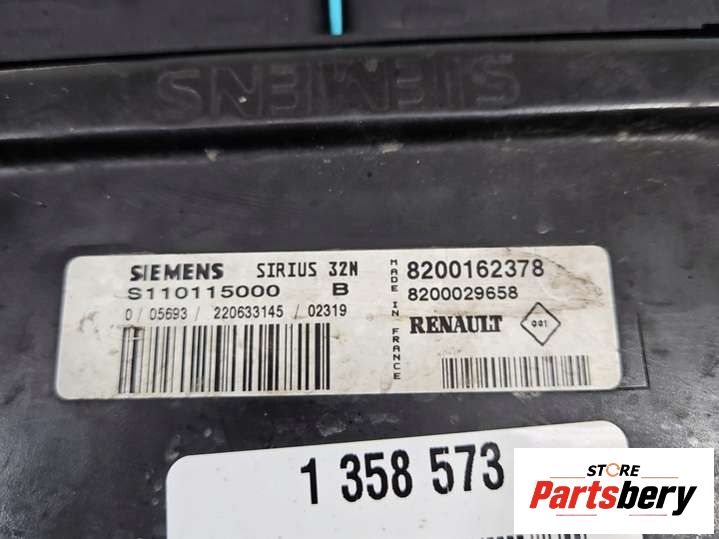 SIEMENS
SIEMENS SIRIUS 32N
S110115000 B
0 / 05693 / 220633145 / 02319
MADE IN FRANCE
8200162378
8200029658
RENAULT 001
1 358 573
STORE
Partsbery